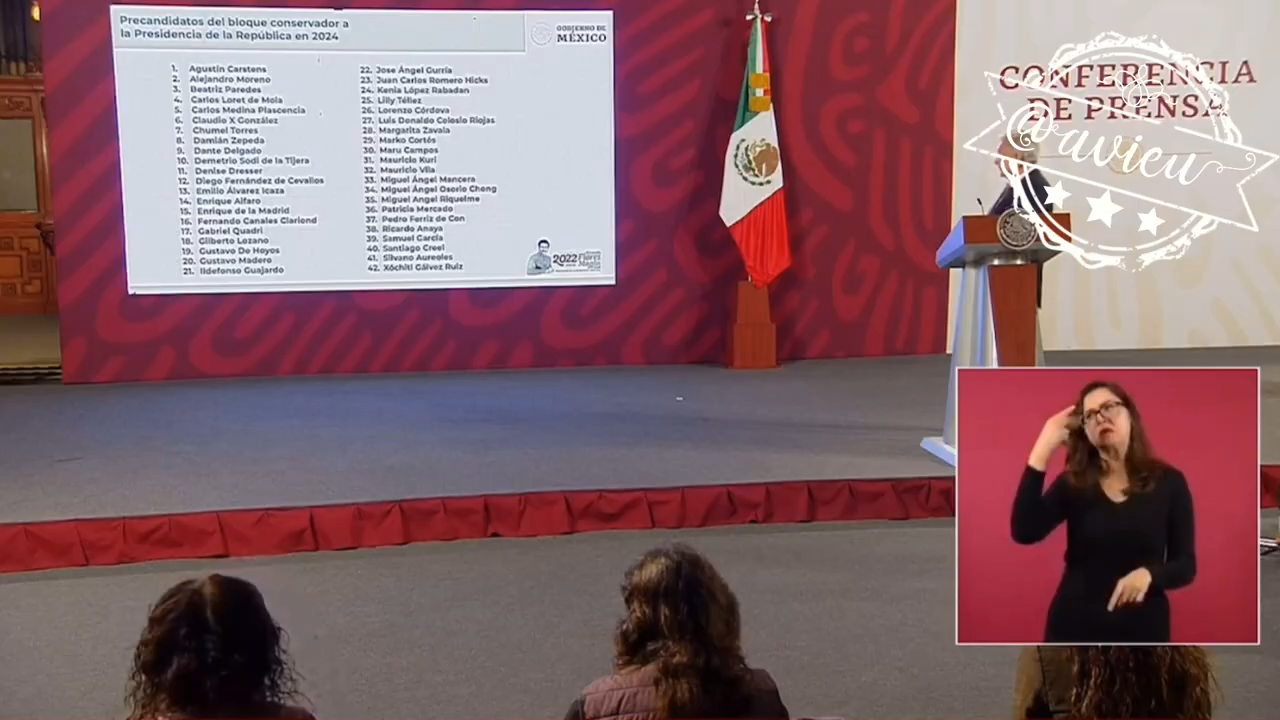 Precandidatos del bloque conservador a
la Presidencia de la República en 2024
GOBIERNO DE
MÉXICO
1. Agustín Carstens
2. Alejandro Moreno
3. Beatriz Paredes
4. Carlos Loret de Mola
5. Carlos Medina Plascencia
6. Claudio X González
7. Chumel Torres
8. Damián Zepeda
9. Dante Delgado
10. Demetrio Sodi de la Tijera
11. Denise Dresser
12. Diego Fernández de Cevallos
13. Emilio Álvarez Icaza
14. Enrique Alfaro
15. Enrique de la Madrid
16. Fernando Canales Clariond
17. Gabriel Quadri
18. Gilberto Lozano
19. Gustavo De Hoyos
20. Gustavo Madero
21. Ildefonso Guajardo
22. Jose Ángel Gurría
23. Juan Carlos Romero Hicks
24. Kenia López Rabadan
25. Lilly Téllez
26. Lorenzo Córdova
27. Luis Donaldo Colosio Riojas
28. Margarita Zavala
29. Marko Cortés
30. Maru Campos
31. Mauricio Kuri
32. Mauricio Vila
33. Miguel Ángel Mancera
34. Miguel Ángel Osorio Chong
35. Miguel Angel Riquelme
36. Patricia Mercado
37. Pedro Ferriz de Con
38. Ricardo Anaya
39. Samuel García
40. Santiago Creel
41. Silvano Aureoles
42. Xóchitl Gálvez Ruiz
2022 Flores
Magón
CONFERENCIA
DE PRENSA
@avieu